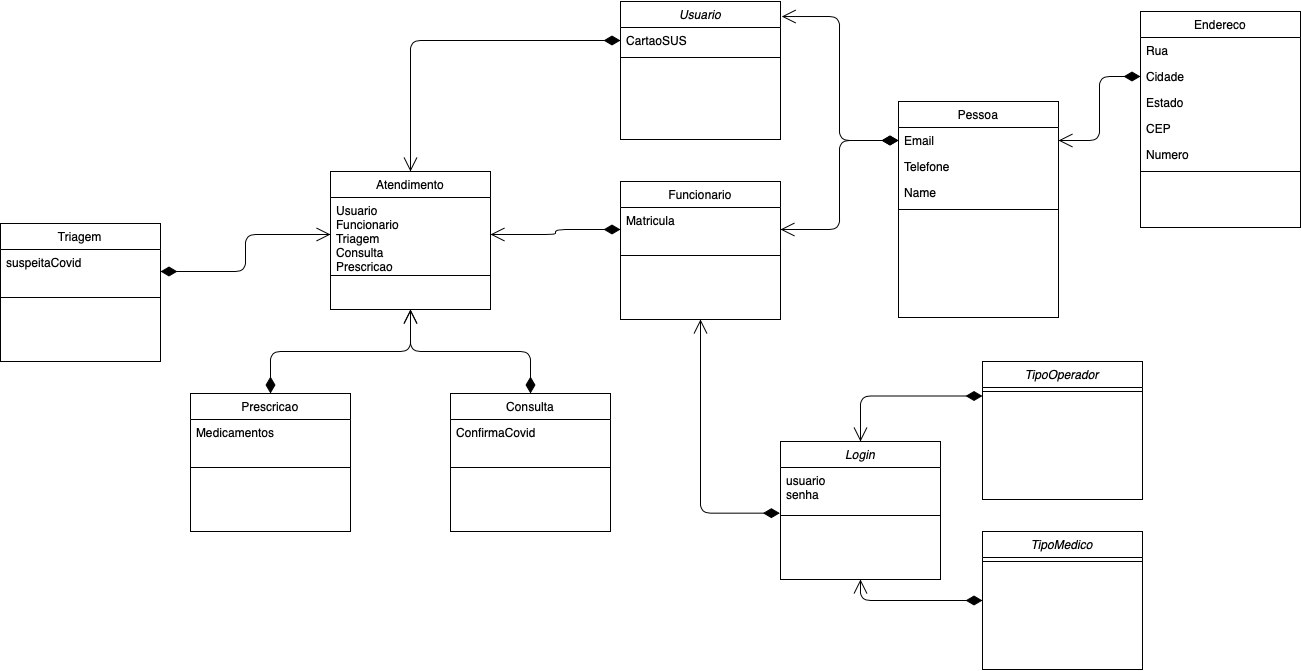 Usuario
CartaoSUS
Endereco
Rua
Cidade
Estado
CEP
Numero
Pessoa
Email
Telefone
Name
Atendimento
Usuario
Funcionario
Triagem
Consulta
Prescricao
Funcionario
Matricula
Triagem
suspeitaCovid
Prescricao
Medicamentos
Consulta
ConfirmaCovid
TipoOperador
Login
usuario
senha
TipoMedico